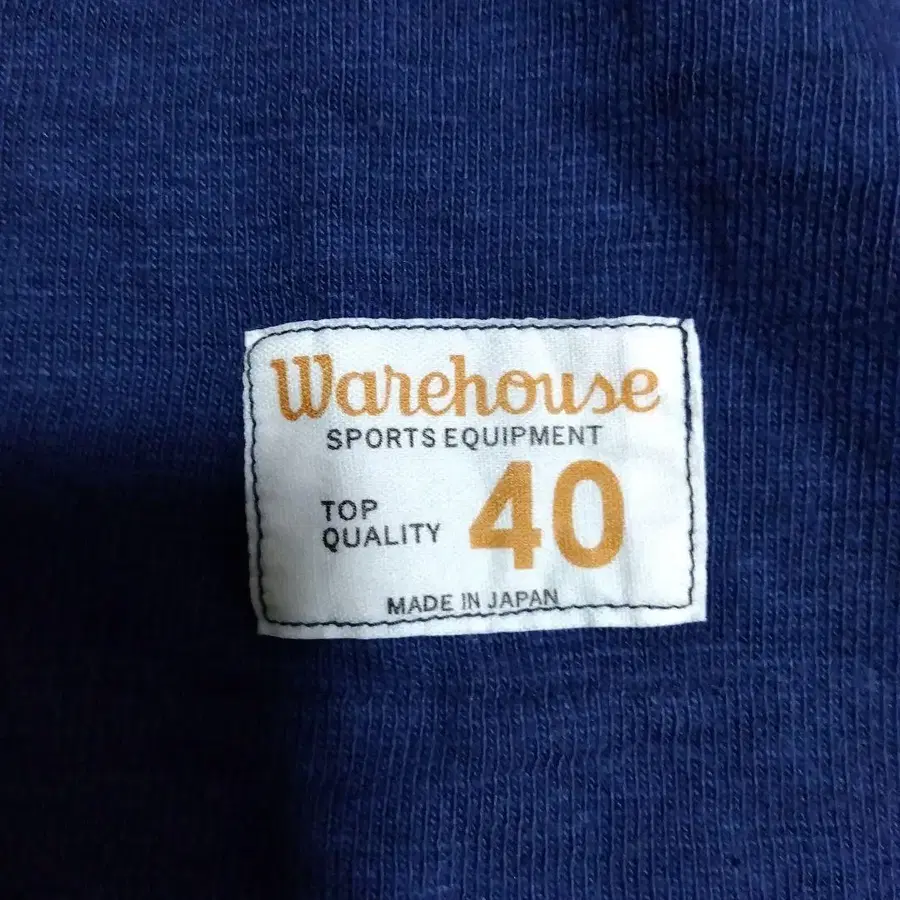 Warehouse
SPORTS EQUIPMENT
TOP
QUALITY
40
MADE IN JAPAN